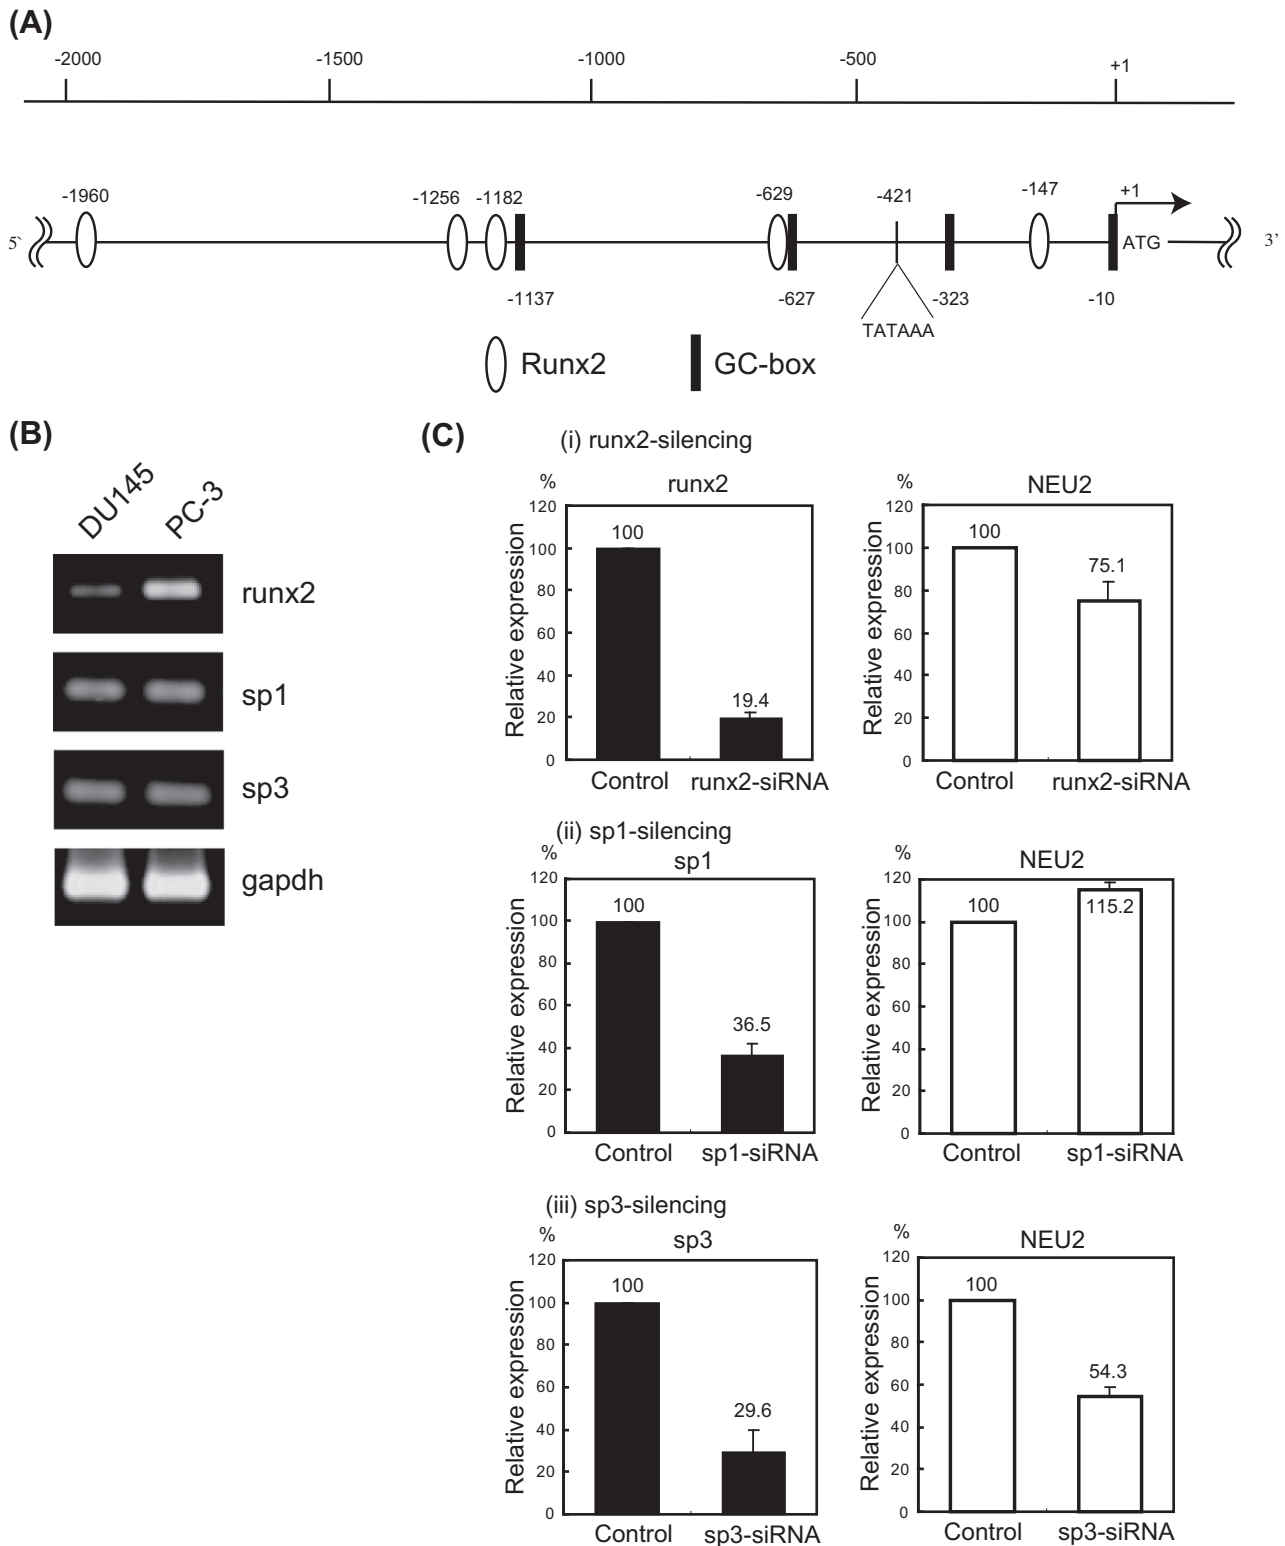 (A)
-2000 -1500 -1000 -500 +1
-1960 -1256 -1182 -629 -421 -147 +1
5` ATG 3’
-1137 -627 -323 -10
TATAAA
Runx2 GC-box
(B)
DU145 PC-3
runx2
sp1
sp3
gapdh
(C)
(i) runx2-silencing
% runx2
Relative expression
120
100
80
60
40
20
0
100
19.4
Control runx2-siRNA
% NEU2
Relative expression
120
100
80
60
40
20
0
100
75.1
Control runx2-siRNA
(ii) sp1-silencing
% sp1
Relative expression
120
100
80
60
40
20
0
100
36.5
Control sp1-siRNA
% NEU2
Relative expression
120
100
80
60
40
20
0
100
115.2
Control sp1-siRNA
(iii) sp3-silencing
% sp3
Relative expression
120
100
80
60
40
20
0
100
29.6
Control sp3-siRNA
% NEU2
Relative expression
120
100
80
60
40
20
0
100
54.3
Control sp3-siRNA